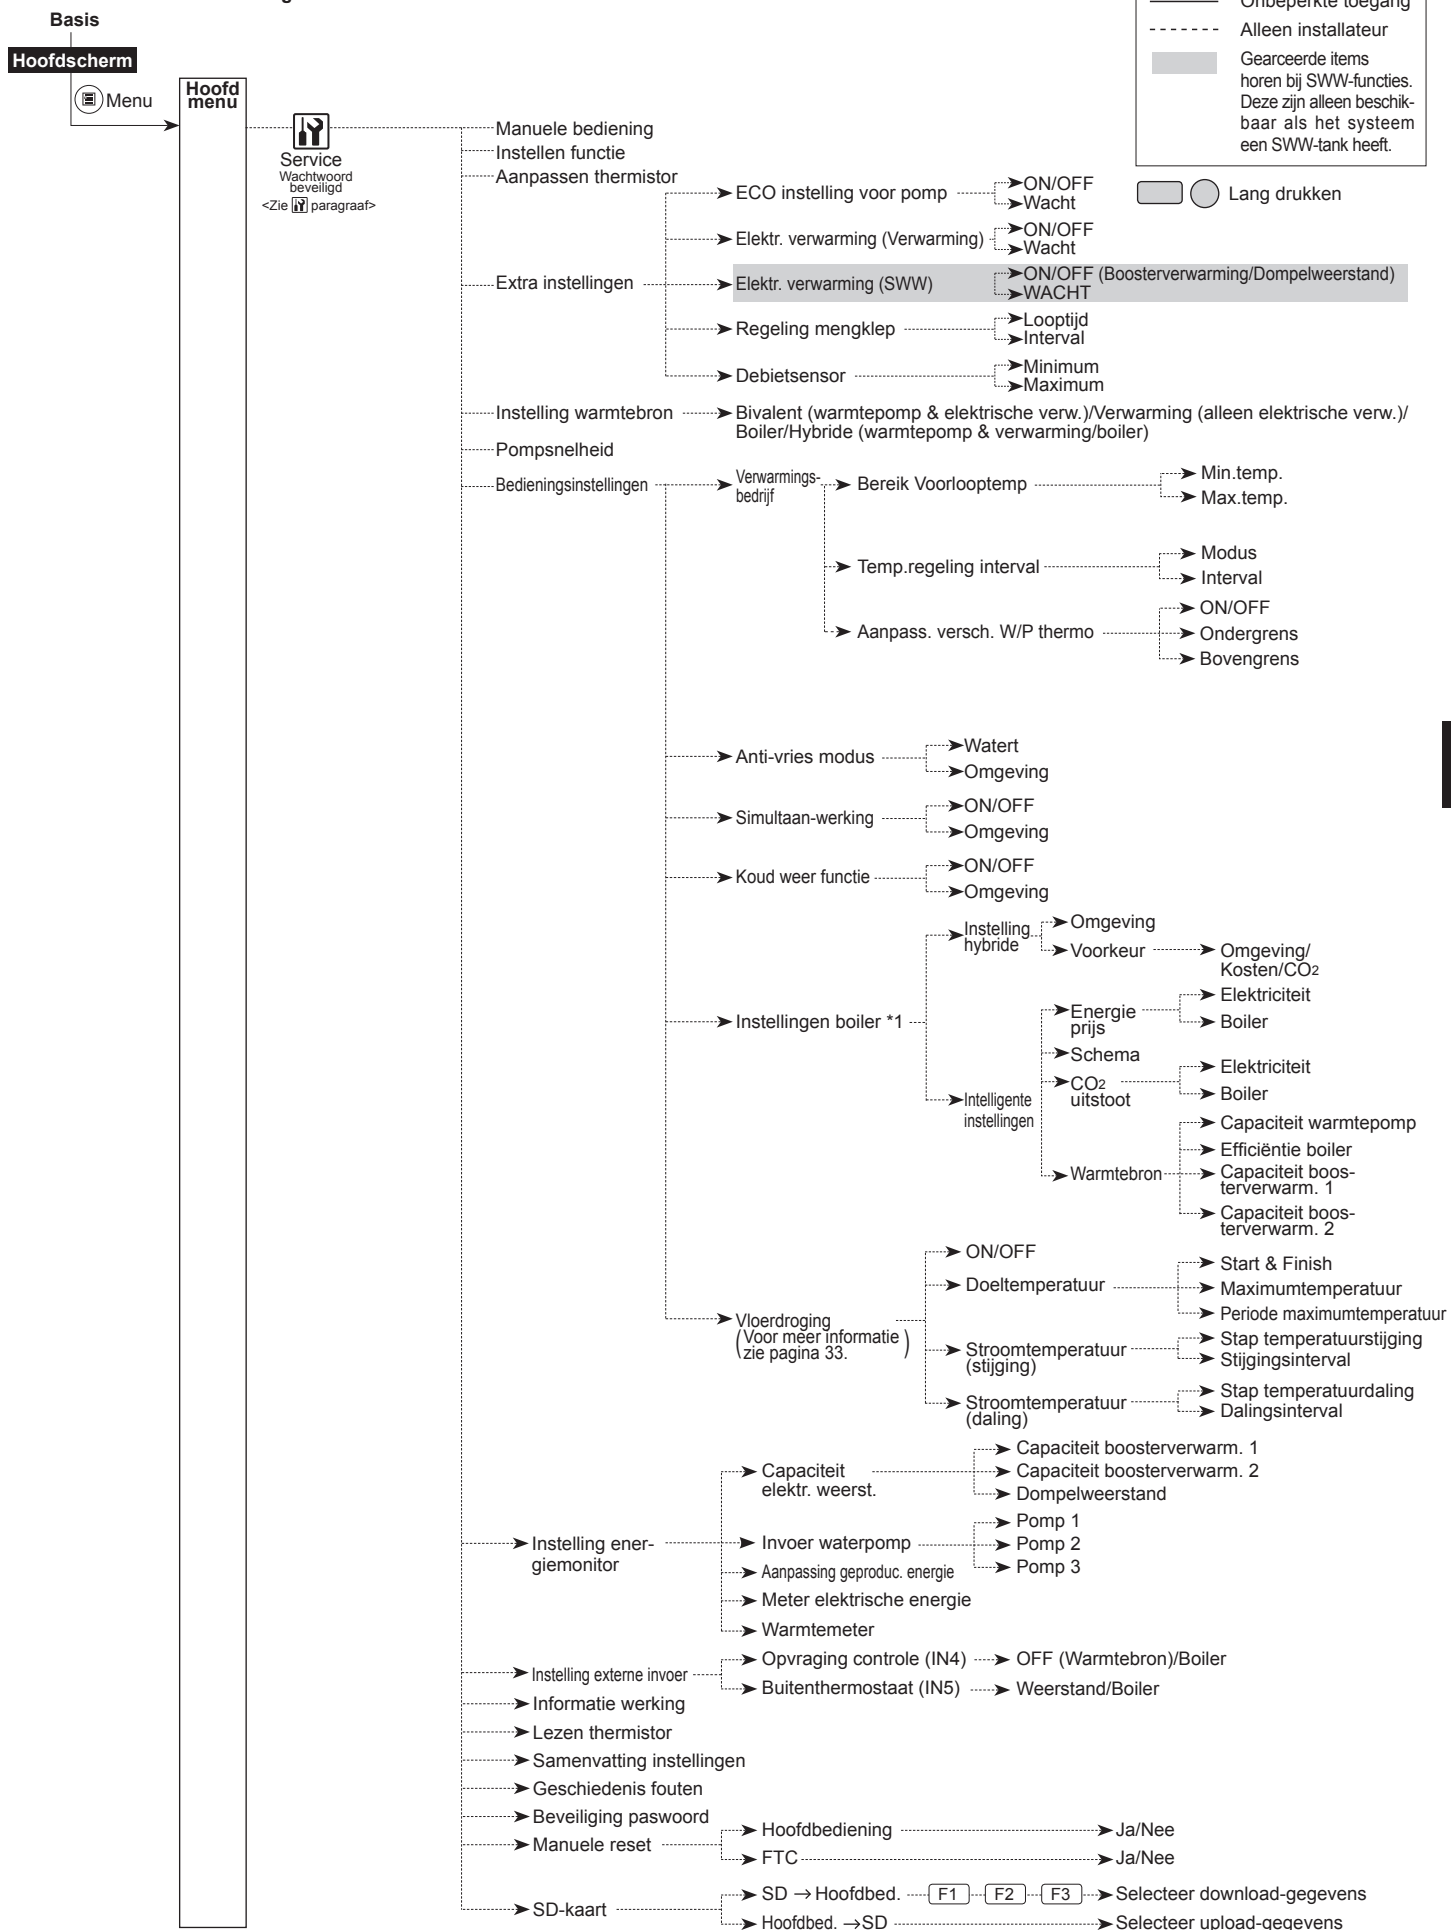 Basis
Hoofdscherm
Menu
Hoofd
menu
Service
Wachtwoord
beveiligd
<Zie paragraaf>
Onbeperkte toegang
Alleen installateur
Gearceerde items
horen bij SWW-functies.
Deze zijn alleen beschik-
baar als het systeem
een SWW-tank heeft.
Lang drukken
Manuele bediening
Instellen functie
Aanpassen thermistor
Extra instellingen
ECO instelling voor pomp
ON/OFF
Wacht
Elektr. verwarming (Verwarming)
ON/OFF
Wacht
Elektr. verwarming (SWW)
ON/OFF (Boosterverwarming/Dompelweerstand)
WACHT
Regeling mengklep
Looptijd
Interval
Debietsensor
Minimum
Maximum
Instelling warmtebron
Bivalent (warmtepomp & elektrische verw.)/Verwarming (alleen elektrische verw.)/
Boiler/Hybride (warmtepomp & verwarming/boiler)
Pompsnelheid
Bedieningsinstellingen
Verwarmings-
bedrijf
Bereik Voorlooptemp
Min.temp.
Max.temp.
Temp.regeling interval
Modus
Interval
Aanpass. versch. W/P thermo
ON/OFF
Ondergrens
Bovengrens
Anti-vries modus
Watert
Omgeving
Simultaan-werking
ON/OFF
Omgeving
Koud weer functie
ON/OFF
Omgeving
Instellingen boiler *1
Instelling
hybride
Omgeving
Voorkeur
Omgeving/
Kosten/CO2
Intelligente
instellingen
Energie
prijs
Elektriciteit
Boiler
Schema
CO2
uitstoot
Elektriciteit
Boiler
Warmtebron
Capaciteit warmtepomp
Efficiëntie boiler
Capaciteit boos-
terverwarm. 1
Capaciteit boos-
terverwarm. 2
Vloerdroging
(Voor meer informatie
zie pagina 33.)
ON/OFF
Doeltemperatuur
Start & Finish
Maximumtemperatuur
Periode maximumtemperatuur
Stroomtemperatuur
(stijging)
Stap temperatuurstijging
Stijgingsinterval
Stroomtemperatuur
(daling)
Stap temperatuurdaling
Dalingsinterval
Instelling ener-
giemonitor
Capaciteit
elektr. weerst.
Capaciteit boosterverwarm. 1
Capaciteit boosterverwarm. 2
Dompelweerstand
Invoer waterpomp
Pomp 1
Pomp 2
Pomp 3
Aanpassing geproduc. energie
Meter elektrische energie
Warmtemeter
Instelling externe invoer
Opvraging controle (IN4)
OFF (Warmtebron)/Boiler
Buitenthermostaat (IN5)
Weerstand/Boiler
Informatie werking
Lezen thermistor
Samenvatting instellingen
Geschiedenis fouten
Beveiliging paswoord
Manuele reset
Hoofdbediening
Ja/Nee
FTC
Ja/Nee
SD-kaart
SD → Hoofdbed.
F1
F2
F3
Selecteer download-gegevens
Hoofdbed. → SD
Selecteer upload-gegevens